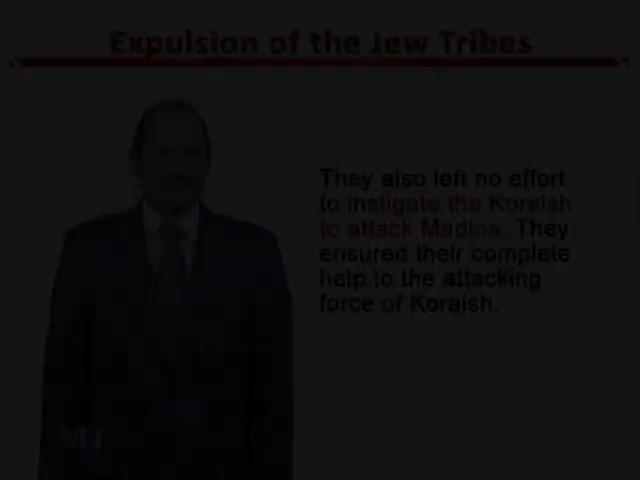 Expulsion of the Jew Tribes
They also left no effort
to instigate the Koraish
to attack Madina. They
ensured their complete
help to the attacking
force of Koraish.